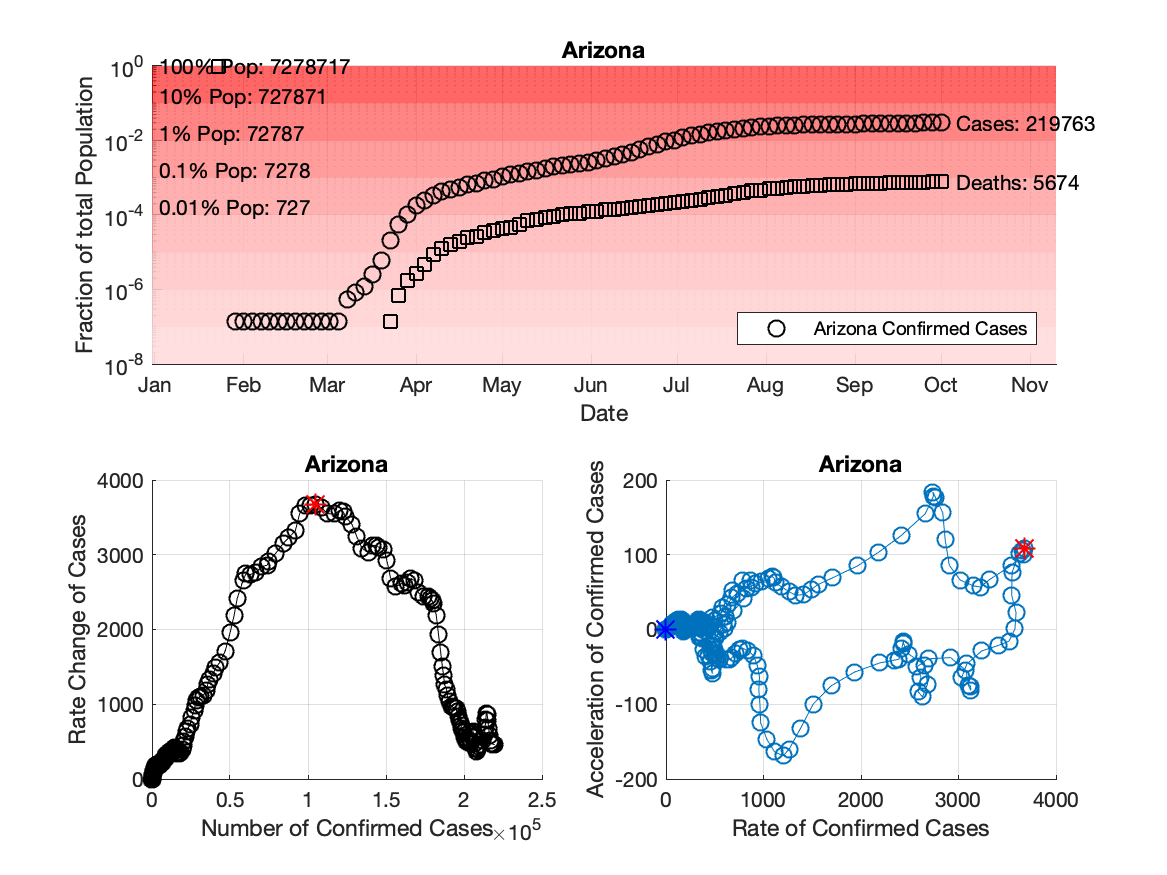 Arizona
10^0
10^-2
10^-4
10^-6
10^-8
Fraction of total Population
100% Pop: 7278717
10% Pop: 727871
1% Pop: 72787
0.1% Pop: 7278
0.01% Pop: 727
Cases: 219763
Deaths: 5674
Arizona Confirmed Cases
Jan Feb Mar Apr May Jun Jul Aug Sep Oct Nov
Date
Arizona
4000
3000
2000
1000
0
Rate Change of Cases
0 0.5 1 1.5 2 2.5
Number of Confirmed Cases ×10^5
Arizona
200
100
0
-100
-200
Acceleration of Confirmed Cases
0 1000 2000 3000 4000
Rate of Confirmed Cases